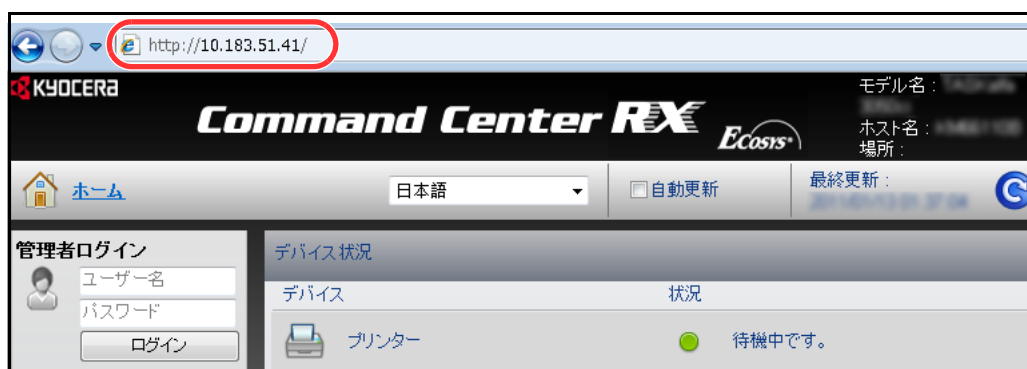 http://10.183.51.41/
KYOCERA
Command Center RX
Ecosys
モデル名 :
ホスト名 :
場所 :
ホーム
日本語
自動更新
最終更新 :
管理者ログイン
ユーザー名
パスワード
ログイン
デバイス状況
デバイス 状況
プリンター 待機中です。